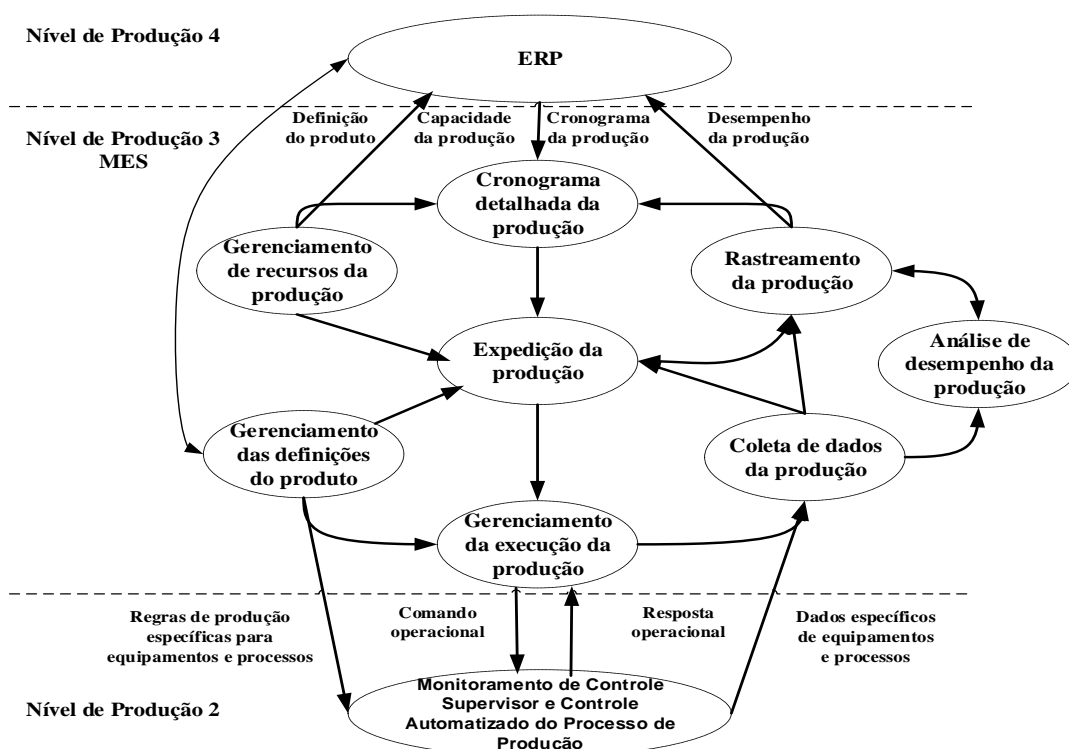 Nível de Produção 4
ERP
Definição
do produto
Capacidade
da produção
Cronograma
da produção
Desempenho
da produção
Nível de Produção 3
MES
Cronograma
detalhada da
produção
Gerenciamento
de recursos da
produção
Rastreamento
da produção
Expedição da
produção
Análise de
desempenho da
produção
Gerenciamento
das definições
do produto
Coleta de dados
da produção
Gerenciamento
da execução da
produção
Regras de produção
específicas para
equipamentos e processos
Comando
operacional
Resposta
operacional
Dados específicos
de equipamentos
e processos
Nível de Produção 2
Monitoramento de Controle
Supervisor e Controle
Automatizado do Processo de
Produção